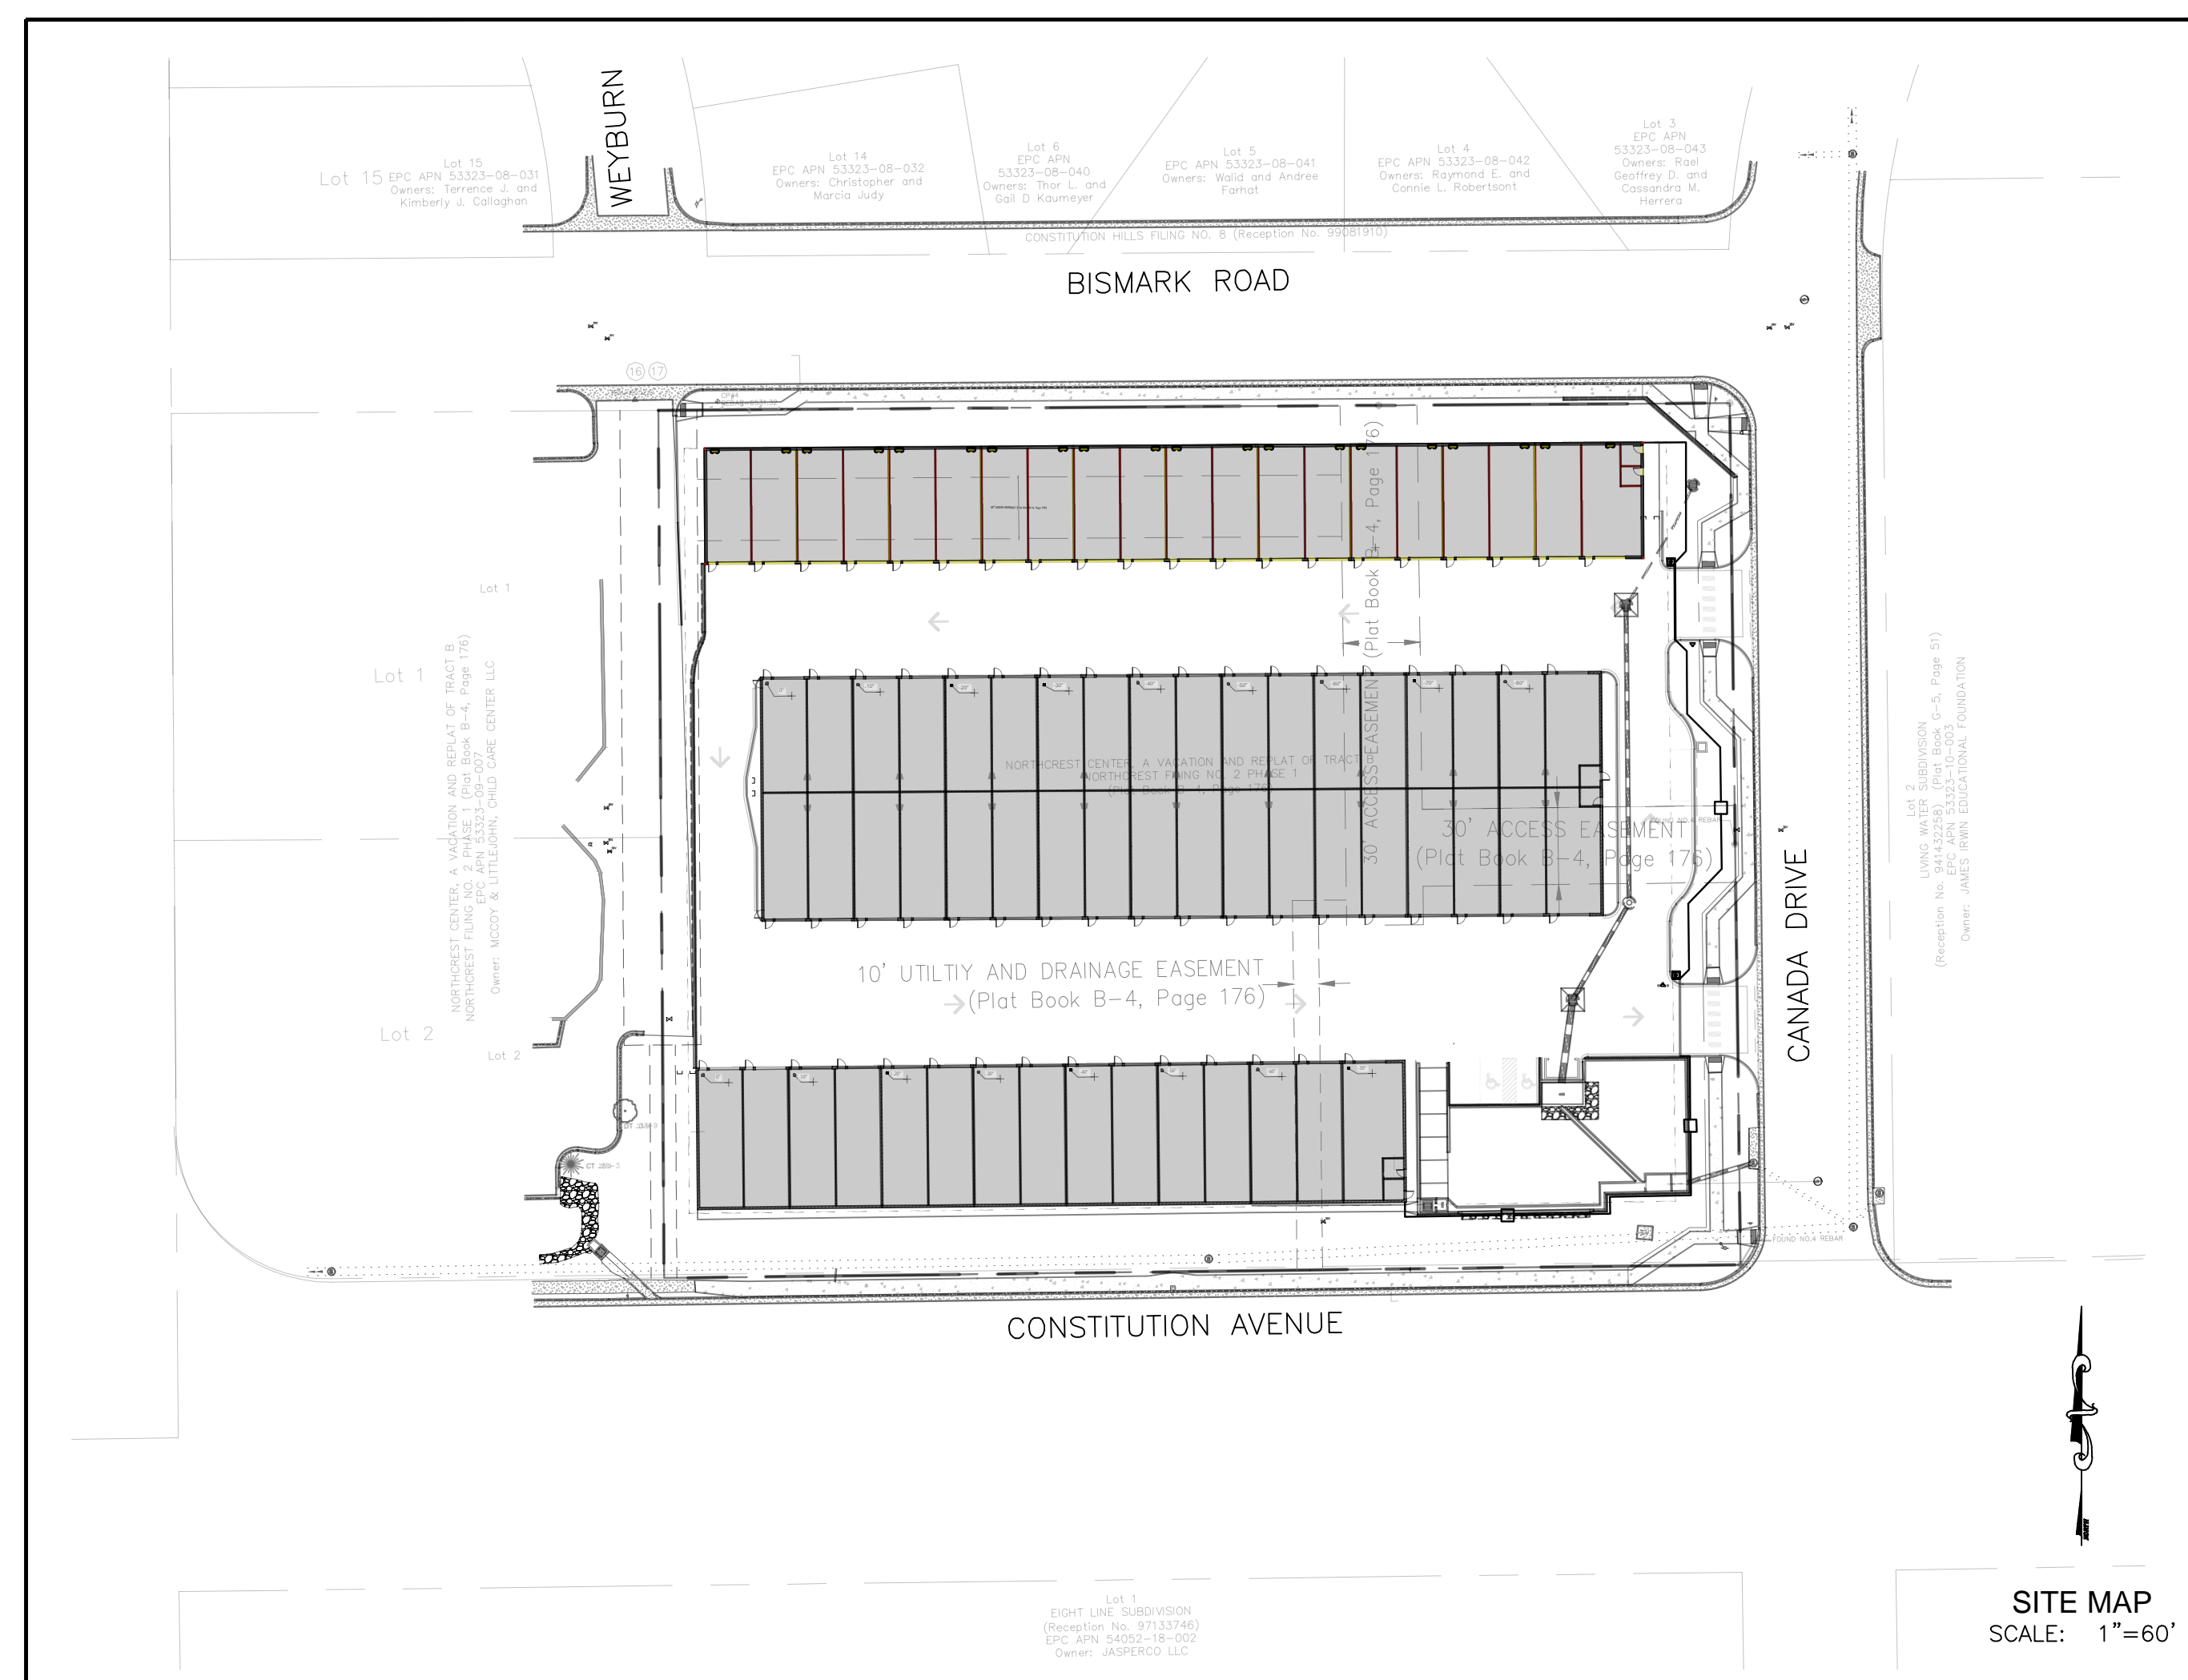 WEYBURN
Lot 15
Lot 15
EPC APN 53323-08-031
Owners: Terrence J. and
Kimberly J. Callaghan
Lot 14
EPC APN 53323-08-032
Owners: Christopher and
Marcia Judy
Lot 6
EPC APN
53323-08-040
Owners: Thor L. and
Gail D Kaumeyer
Lot 5
EPC APN 53323-08-041
Owners: Walid and Andree
Farhat
Lot 4
EPC APN 53323-08-042
Owners: Raymond E. and
Connie L. Robertsont
Lot 3
EPC APN
53323-08-043
Owners: Rael
Geoffrey D. and
Cassandra M.
Herrera
CONSTITUTION HILLS FILING NO. 8 (Reception No. 99081910)
BISMARK ROAD
16 17
Lot 1
Lot 1
NORTHCREST CENTER, A VACATION AND REPLAT OF TRACT B
NORTHCREST FILING NO. 2 PHASE 1 (Plat Book B-4, Page 176)
EPC APN 53323-09-007
Owner: MCCOY & LITTLEJOHN, CHILD CARE CENTER LLC
Lot 2
Lot 2
NORTHCREST CENTER, A VACATION AND REPLAT OF TRACT B
NORTHCREST FILING NO. 2 PHASE 1
(Plat Book B-4, Page 176)
30' ACCESS EASEMENT
(Plat Book B-4, Page 176)
30' ACCESS EASEMENT
(Plat Book B-4, Page 176)
10' UTILTIY AND DRAINAGE EASEMENT
(Plat Book B-4, Page 176)
CANADA DRIVE
Lot 2
LIVING WATER SUBDIVISION
(Reception No. 941432258) (Plat Book G-5, Page 51)
EPC APN 53323-10-003
Owner: JAMES IRWIN EDUCATIONAL FOUNDATION
FOUND NO.4 REBAR
CONSTITUTION AVENUE
Lot 1
EIGHT LINE SUBDIVISION
(Reception No. 97133746)
EPC APN 54052-18-002
Owner: JASPERCO LLC
NORTH
SITE MAP
SCALE: 1"=60'